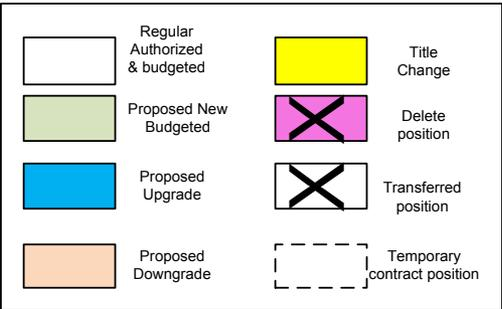 Regular
Authorized
& budgeted
Title
Change
Proposed New
Budgeted
Delete
position
Proposed
Upgrade
Transferred
position
Proposed
Downgrade
Temporary
contract position